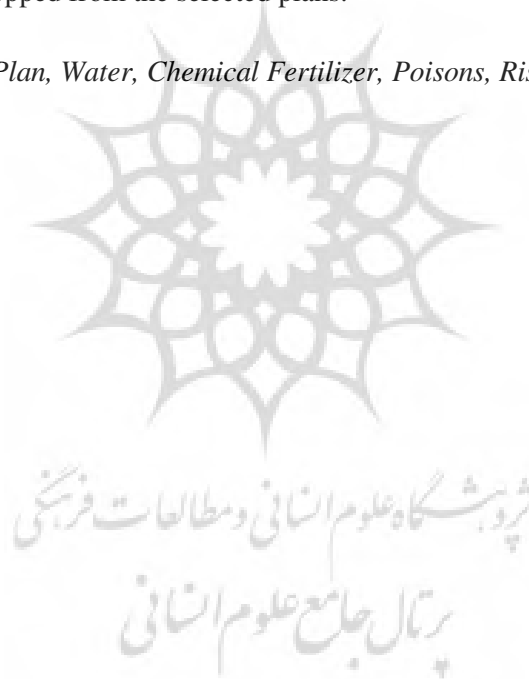 pped from the selected plans.
Plan, Water, Chemical Fertilizer, Poisons, Ris
پژوهشگاه علوم انسانی و مطالعات فرهنگی
پرتال جامع علوم انسانی